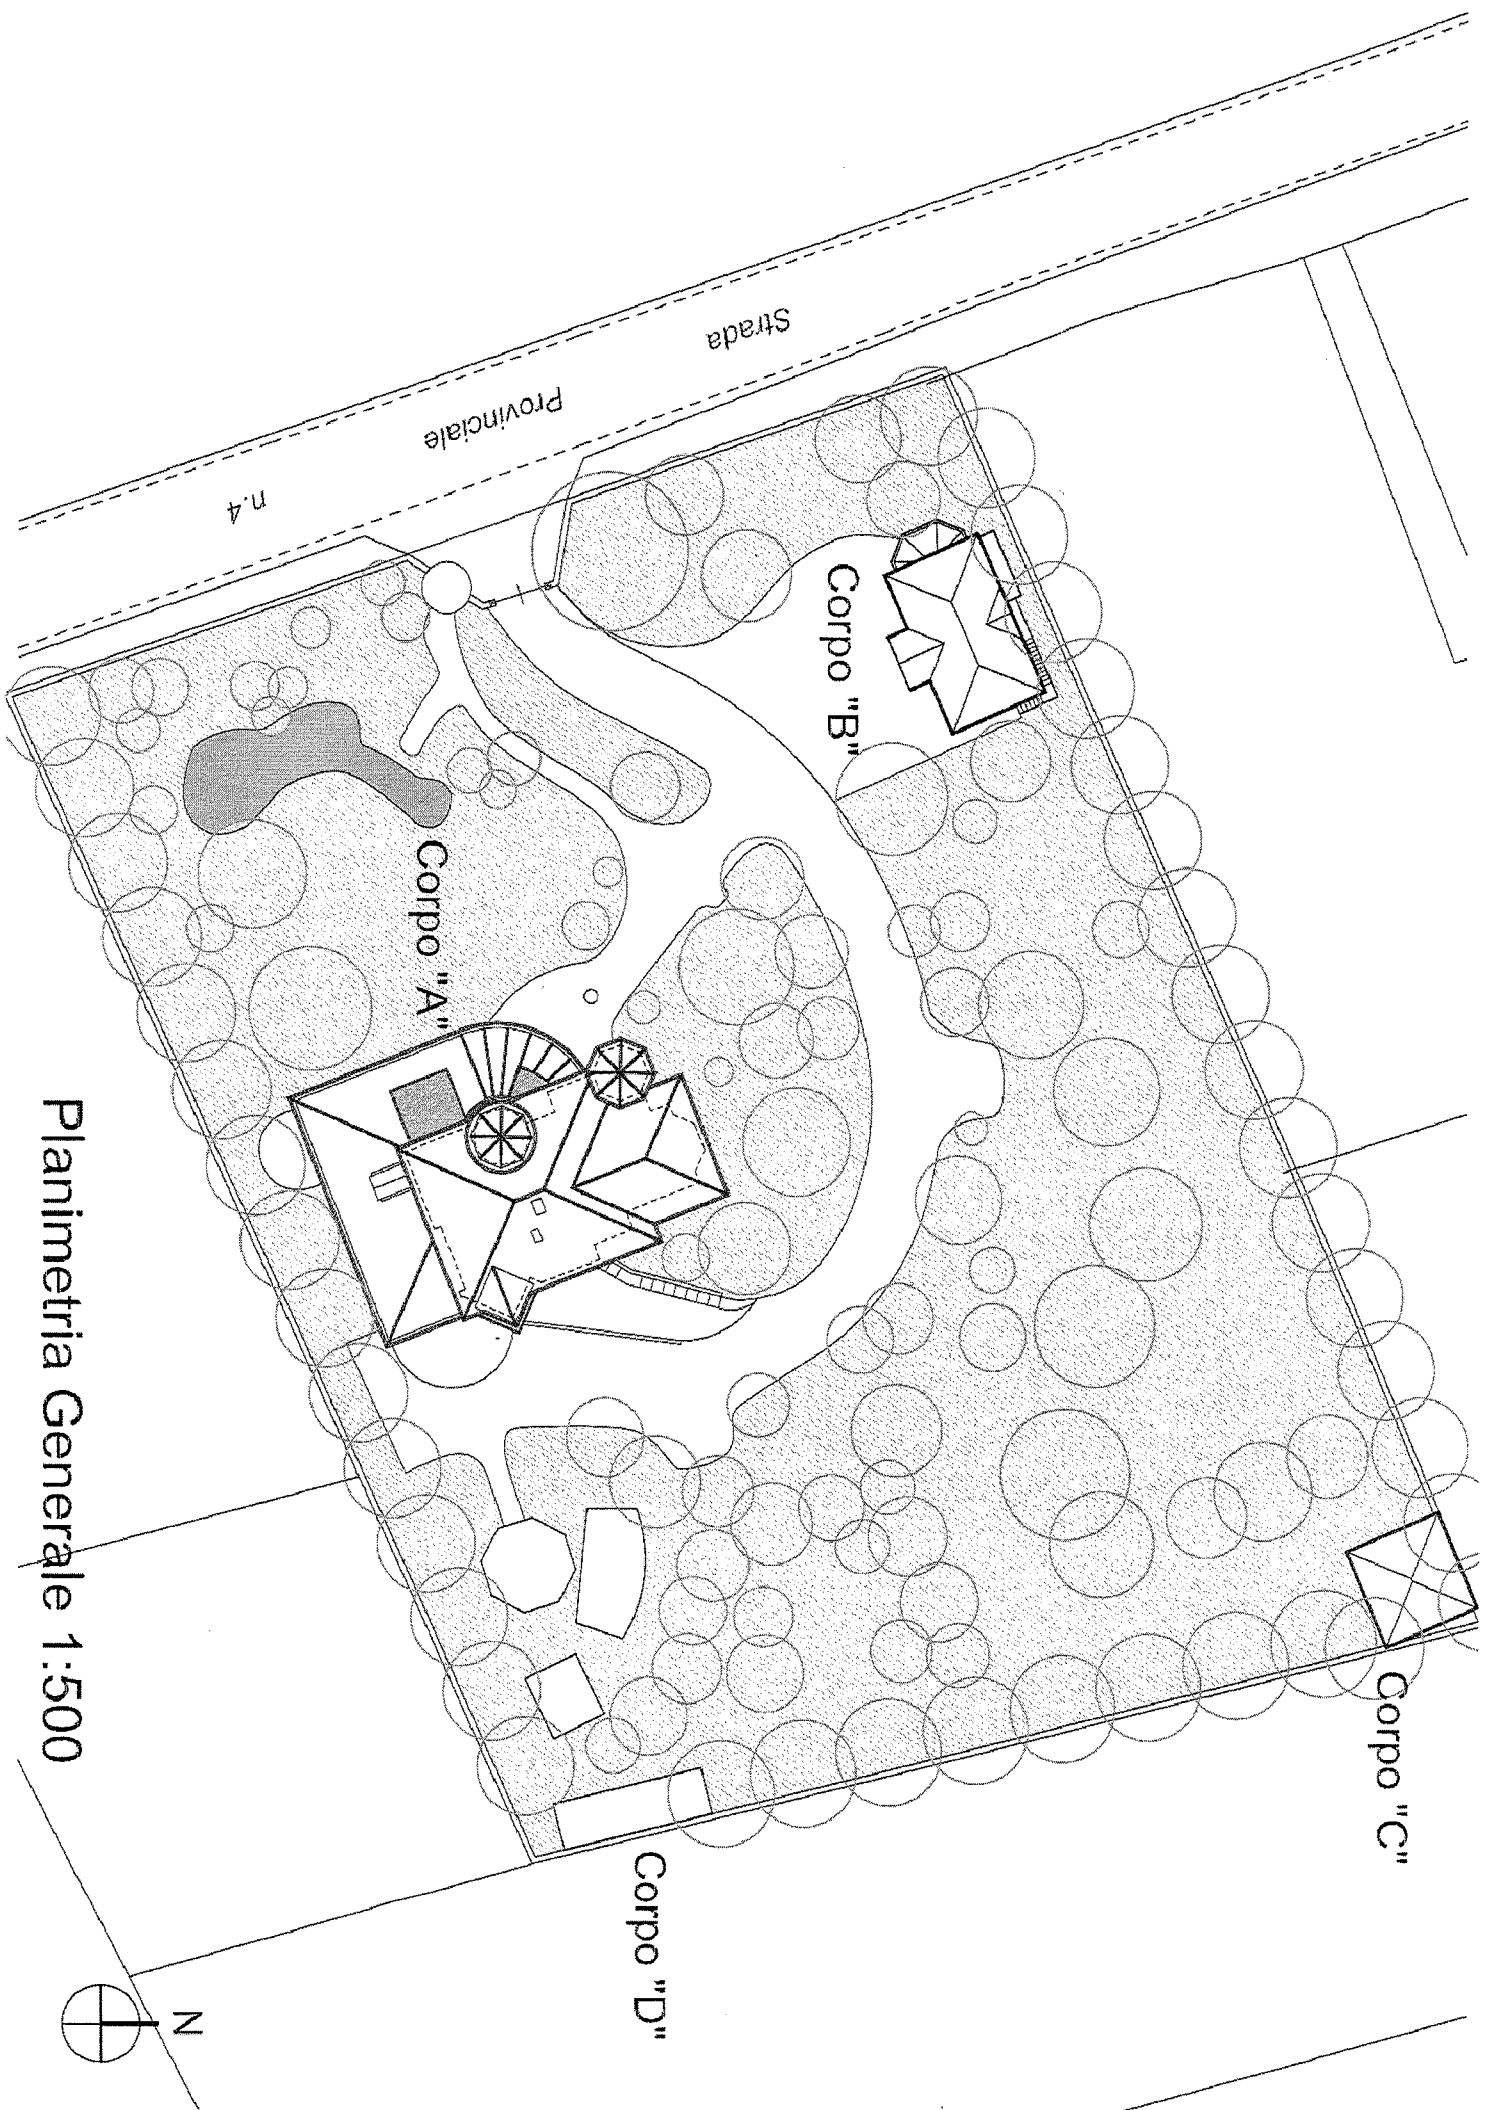 Strada
Provinciale
n.4
Corpo "B"
Corpo "A"
Corpo "C"
Corpo "D"
Planimetria Generale 1:500
N